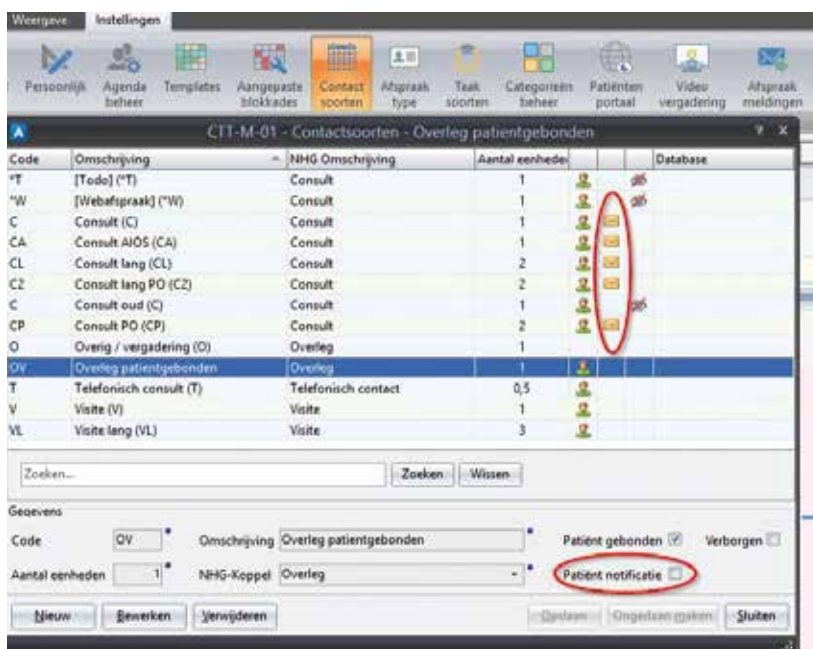 Weergave Instellingen
Persoonlijk Agenda beheer Templates Aangepaste blokkades Contact soorten Afspraak type Taak soorten Categorieën beheer Patiënten portaal Video vergadering Afspraak meldingen
CTT-M-01 - Contactsoorten - Overleg patientgebonden ? x
Code Omschrijving NHG Omschrijving Aantal eenheden Database
*T [Todo] (*T) Consult 1
*W [Webafspraak] (*W) Consult 1
C Consult (C) Consult 1
CA Consult AIOS (CA) Consult 1
CL Consult lang (CL) Consult 2
C2 Consult lang PO (C2) Consult 2
C Consult oud (C) Consult 1
CP Consult PO (CP) Consult 2
O Overig / vergadering (O) Overleg 1
OV Overleg patientgebonden Overleg 1
T Telefonisch consult (T) Telefonisch contact 0,5
V Visite (V) Visite 1
VL Visite lang (VL) Visite 3
Zoeken... Zoeken Wissen
Gegevens
Code OV Omschrijving Overleg patientgebonden Patiënt gebonden Verborgen
Aantal eenheden 1 NHG-Koppel Overleg Patiënt notificatie
Nieuw Bewerken Verwijderen Opslaan Ongedaan maken Sluiten